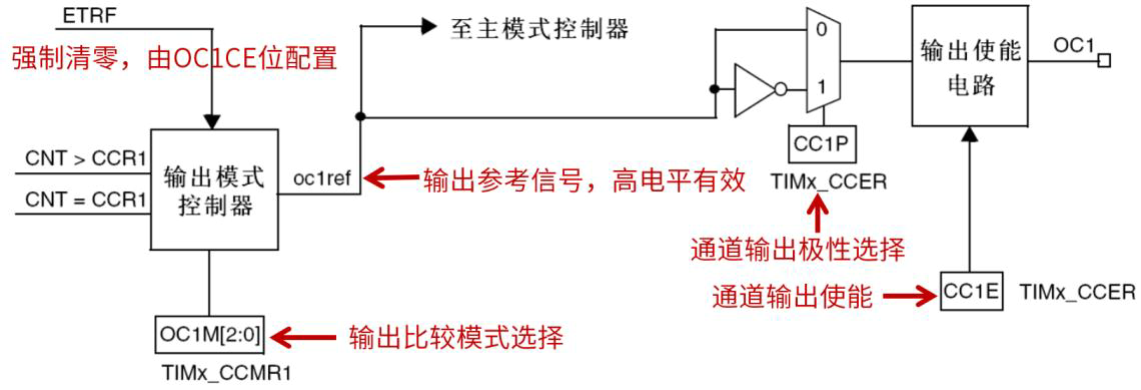 ETRF
强制清零，由OC1CE位配置
至主模式控制器
0
1
输出使能
电路
OC1
CNT > CCR1
CNT = CCR1
输出模式
控制器
oc1ref
输出参考信号，高电平有效
CC1P
TIMx_CCER
通道输出极性选择
通道输出使能
CC1E
TIMx_CCER
OC1M[2:0]
输出比较模式选择
TIMx_CCMR1